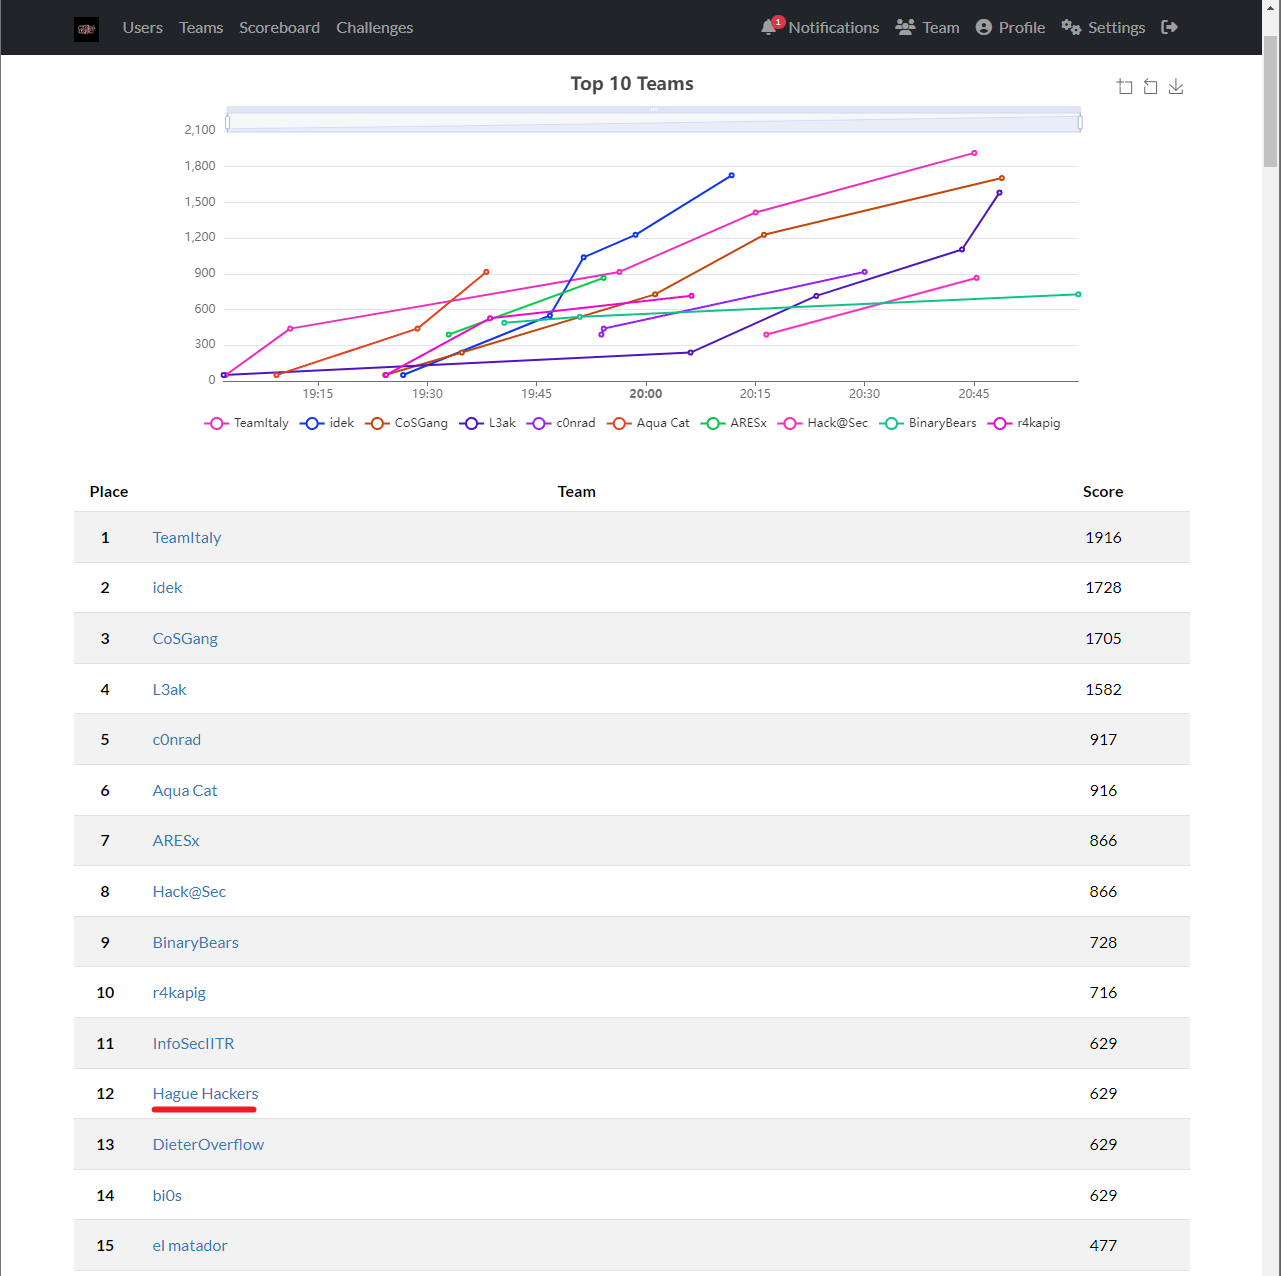 Users Teams Scoreboard Challenges 1 Notifications Team Profile Settings
Top 10 Teams
2,100
1,800
1,500
1,200
900
600
300
0
19:15 19:30 19:45 20:00 20:15 20:30 20:45
TeamItaly idek CoSGang L3ak c0nrad Aqua Cat ARESx Hack@Sec BinaryBears r4kapig
Place Team Score
1 TeamItaly 1916
2 idek 1728
3 CoSGang 1705
4 L3ak 1582
5 c0nrad 917
6 Aqua Cat 916
7 ARESx 866
8 Hack@Sec 866
9 BinaryBears 728
10 r4kapig 716
11 InfoSecIITR 629
12 Hague Hackers 629
13 DieterOverflow 629
14 bi0s 629
15 el matador 477